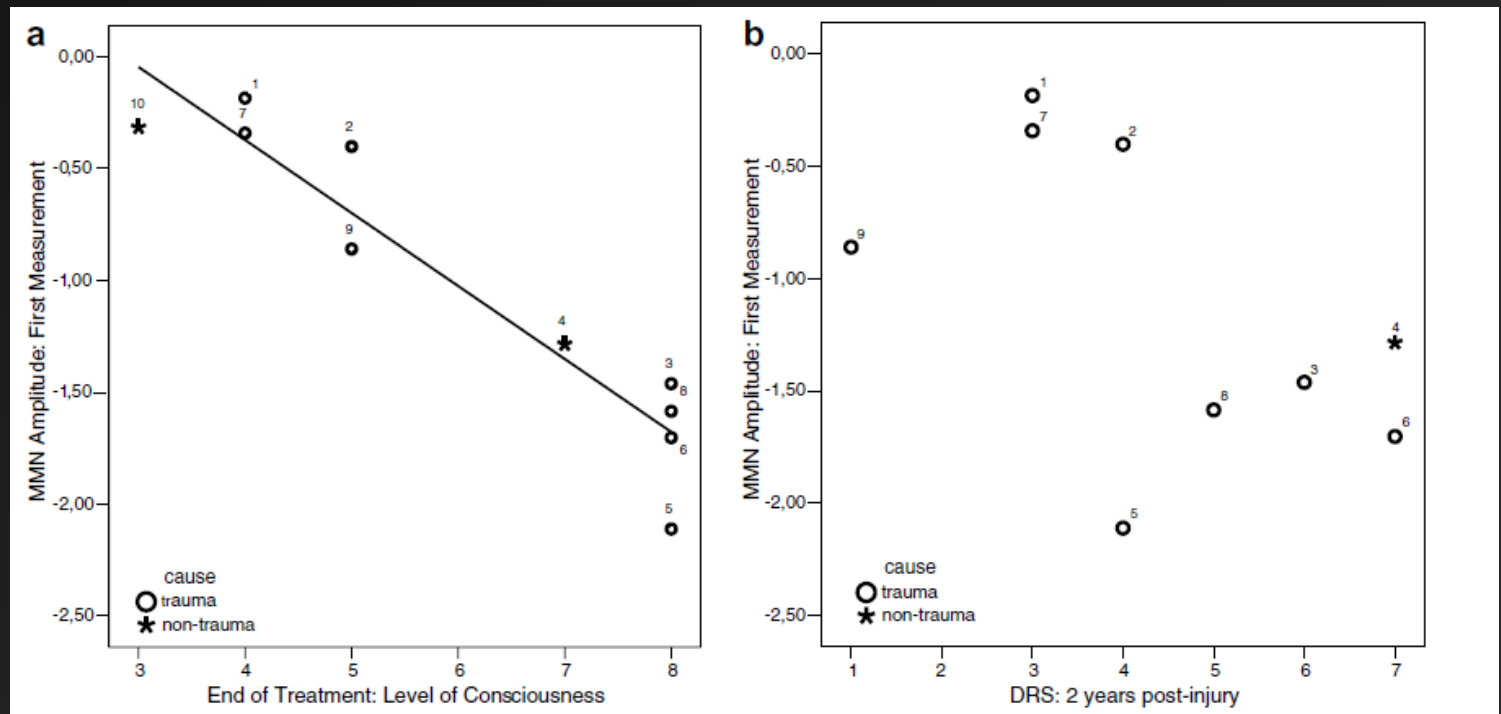 a
MMN Amplitude: First Measurement
0,00
-0,50
-1,00
-1,50
-2,00
-2,50
10
1
7
2
9
4
3
8
6
5
cause
trauma
non-trauma
3 4 5 6 7 8
End of Treatment: Level of Consciousness
b
MMN Amplitude: First Measurement
0,00
-0,50
-1,00
-1,50
-2,00
-2,50
1
7
2
9
4
3
8
6
5
cause
trauma
non-trauma
1 2 3 4 5 6 7
DRS: 2 years post-injury